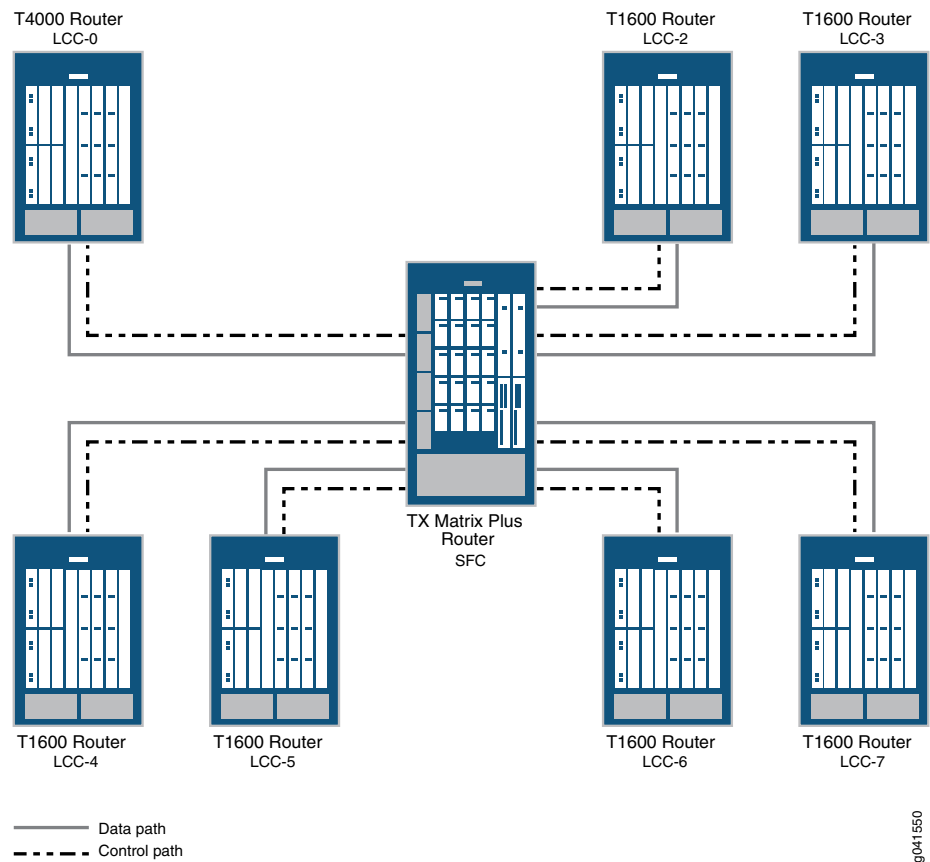 T4000 Router
LCC-0
T1600 Router
LCC-2
T1600 Router
LCC-3
TX Matrix Plus
Router
SFC
T1600 Router
LCC-4
T1600 Router
LCC-5
T1600 Router
LCC-6
T1600 Router
LCC-7
Data path
Control path
g041550